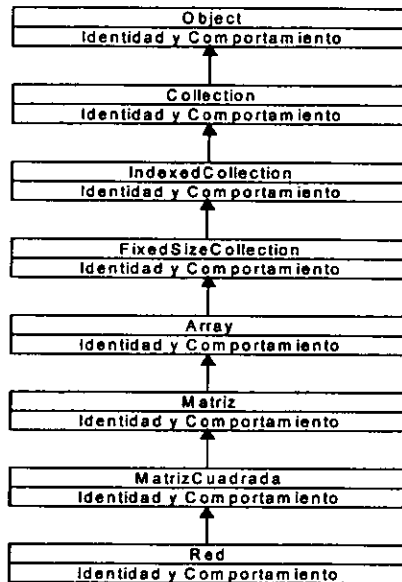 Object
Identidad y Comportamiento
Collection
Identidad y Comportamiento
IndexedCollection
Identidad y Comportamiento
FixedSizeCollection
Identidad y Comportamiento
Array
Identidad y Comportamiento
Matriz
Identidad y Comportamiento
MatrizCuadrada
Identidad y Comportamiento
Red
Identidad y Comportamiento